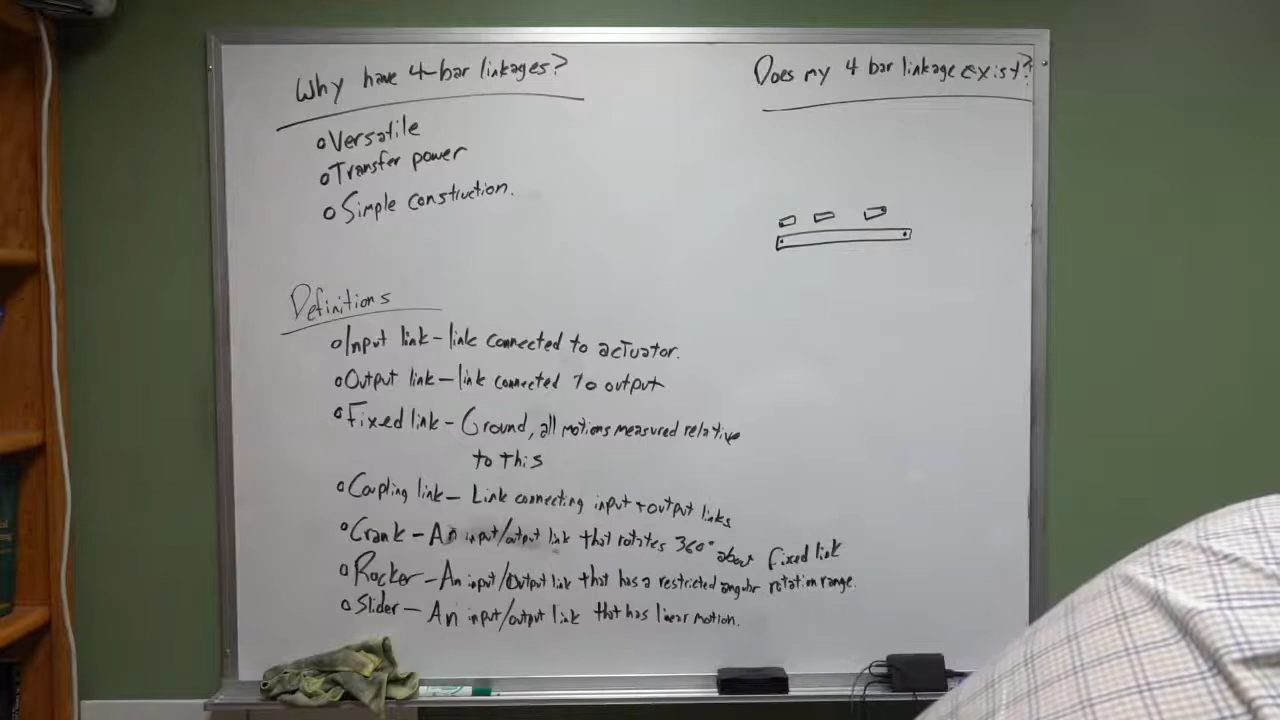 Why have 4-bar linkages?
o Versatile
o Transfer power
o Simple construction.
Does my 4 bar linkage exist?
Definitions
o Input link - link connected to actuator.
o Output link - link connected to output
o Fixed link - Ground, all motions measured relative
to this
o Coupling link - Link connecting input + output links
o Crank - An input/output link that rotates 360° about fixed link
o Rocker - An input/output link that has a restricted angular rotation range.
o Slider - An input/output link that has linear motion.